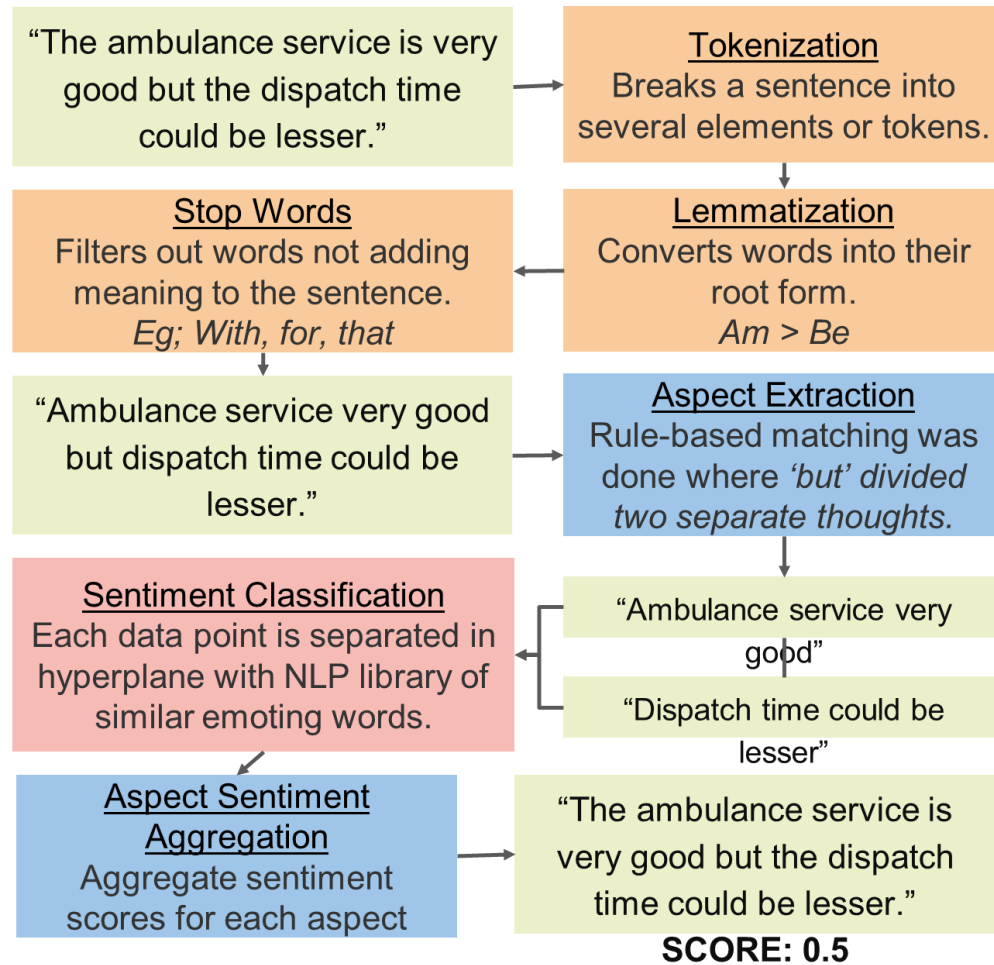 “The ambulance service is very
good but the dispatch time
could be lesser.”
Tokenization
Breaks a sentence into
several elements or tokens.
Lemmatization
Converts words into their
root form.
Am > Be
Stop Words
Filters out words not adding
meaning to the sentence.
Eg; With, for, that
“Ambulance service very good
but dispatch time could be
lesser.”
Aspect Extraction
Rule-based matching was
done where ‘but’ divided
two separate thoughts.
“Ambulance service very
good”
“Dispatch time could be
lesser”
Sentiment Classification
Each data point is separated in
hyperplane with NLP library of
similar emoting words.
Aspect Sentiment
Aggregation
Aggregate sentiment
scores for each aspect
“The ambulance service is
very good but the dispatch
time could be lesser.”
SCORE: 0.5